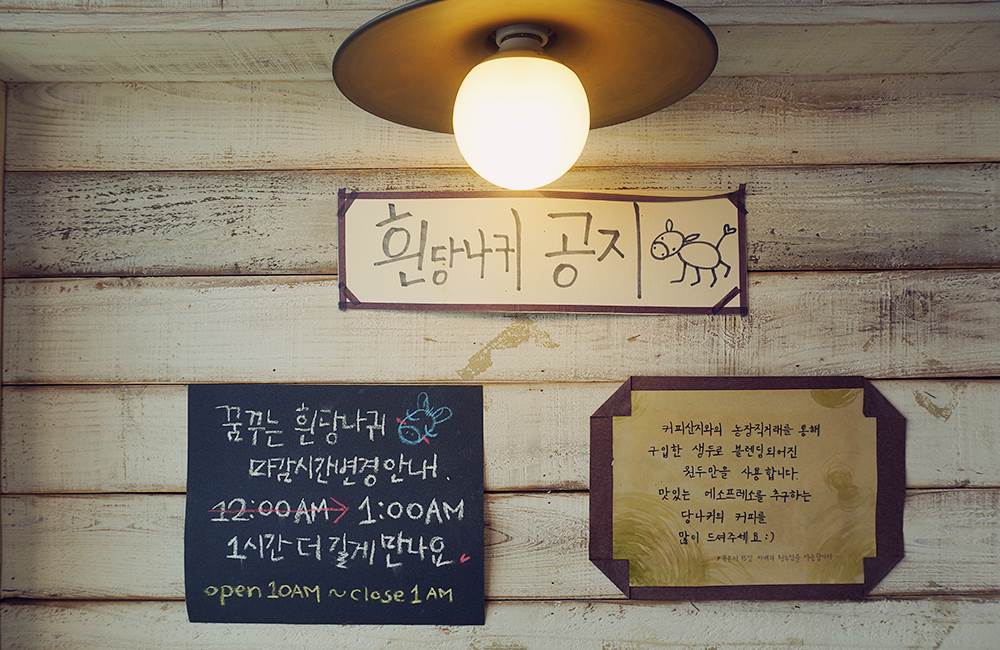 흰당나귀 공지
꿈꾸는 흰당나귀
마감시간변경안내!
12:00AM → 1:00AM
1시간 더 길게 만나요.
open 10AM ~ close 1AM
커피산지와의 농장직거래를 통해
구입한 생두로 블렌딩되어진
원두만을 사용합니다.
맛있는 에소프레소를 추구하는
당나귀의 커피를
많이 드셔주세요 :)